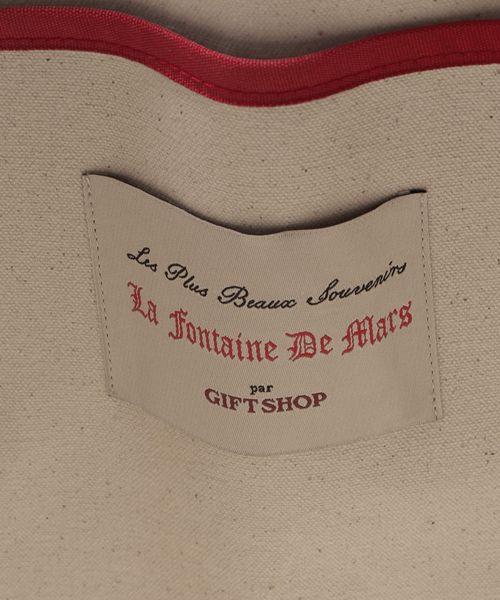 Les Plus Beaux Souvenirs
La Fontaine De Mars
par
GIFTSHOP